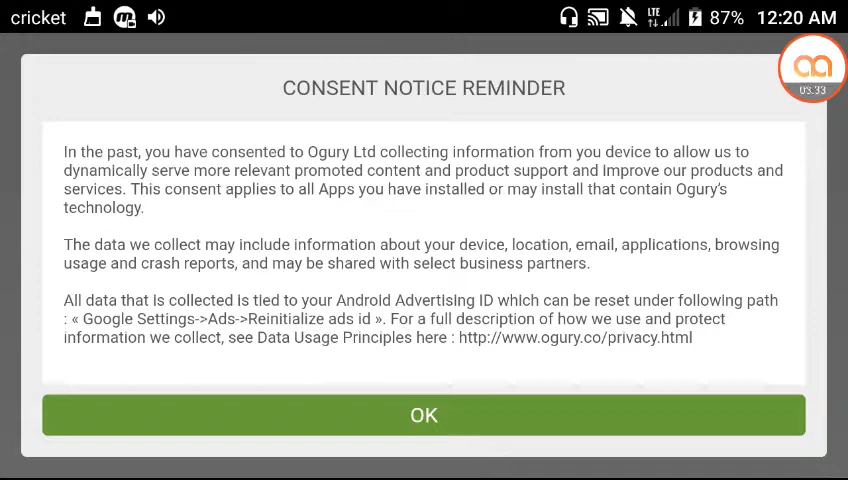 cricket LTE 87% 12:20 AM
03:33
CONSENT NOTICE REMINDER
In the past, you have consented to Ogury Ltd collecting information from you device to allow us to
dynamically serve more relevant promoted content and product support and Improve our products and
services. This consent applies to all Apps you have installed or may install that contain Ogury's
technology.
The data we collect may include information about your device, location, email, applications, browsing
usage and crash reports, and may be shared with select business partners.
All data that is collected is tied to your Android Advertising ID which can be reset under following path
: « Google Settings->Ads->Reinitialize ads id ». For a full description of how we use and protect
information we collect, see Data Usage Principles here : http://www.ogury.co/privacy.html
OK